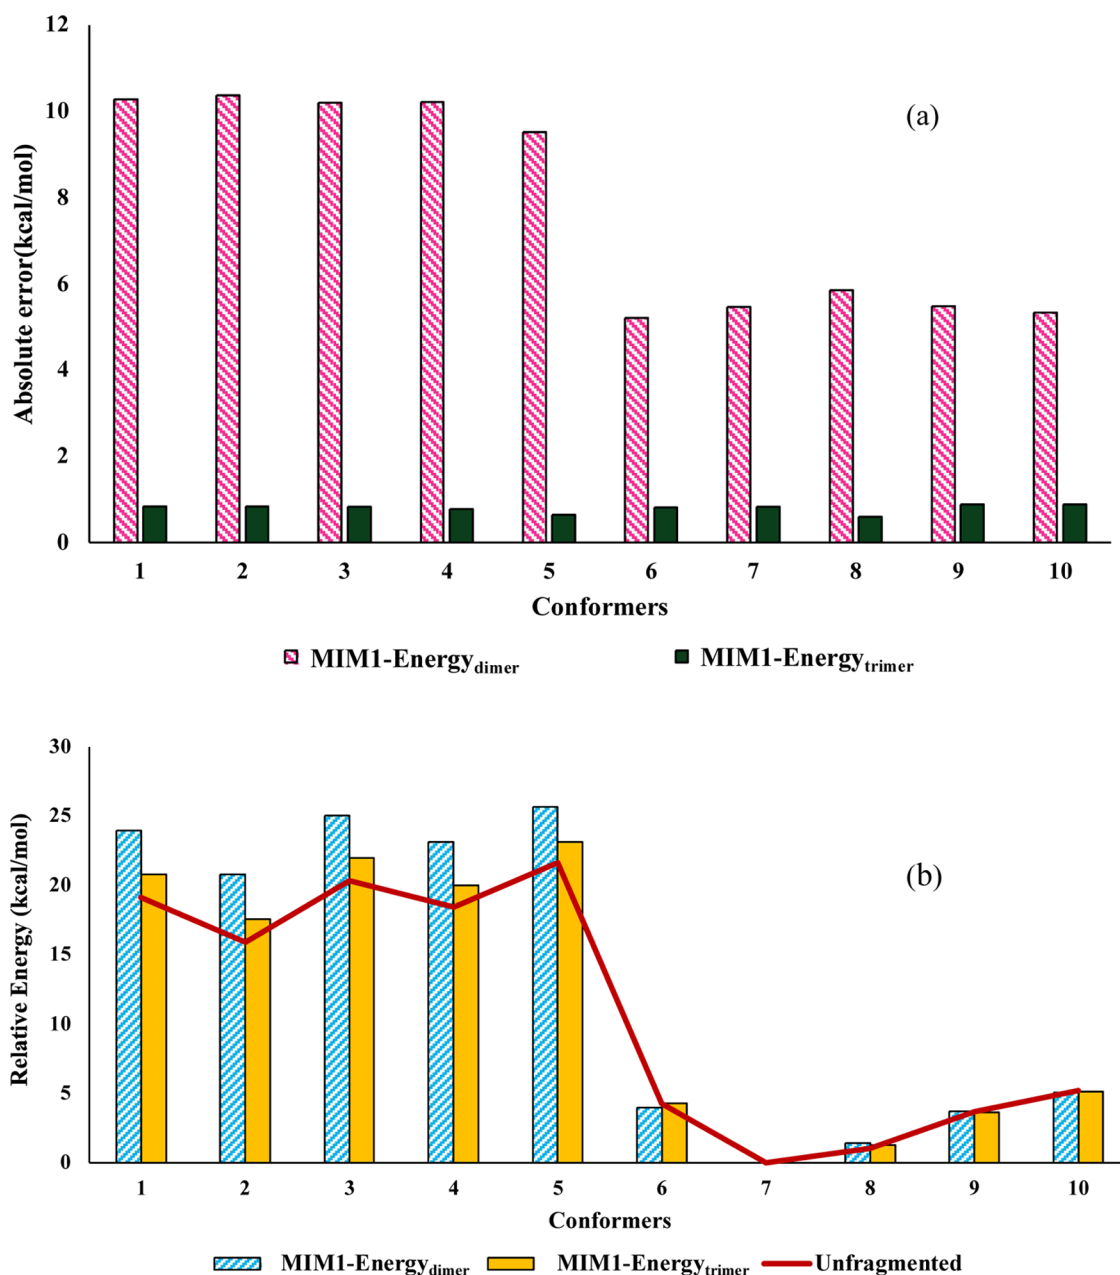 12
10
8
6
4
2
0
Absolute error(kcal/mol)
(a)
1 2 3 4 5 6 7 8 9 10
Conformers
MIM1-Energydimer MIM1-Energytrimer
30
25
20
15
10
5
0
Relative Energy (kcal/mol)
(b)
1 2 3 4 5 6 7 8 9 10
Conformers
MIM1-Energydimer MIM1-Energytrimer Unfragmented